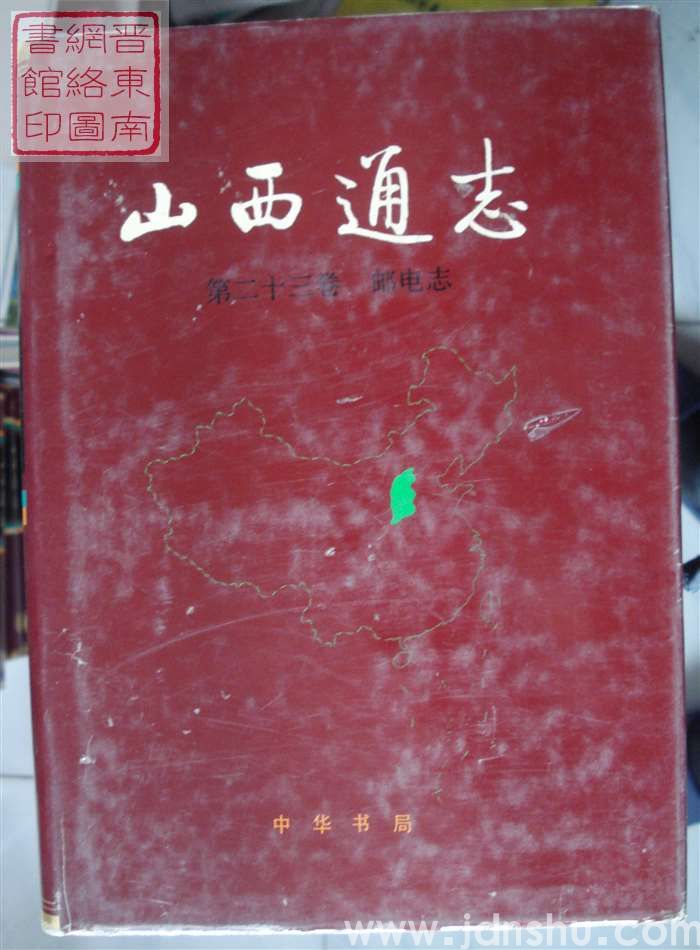 晋東南
網絡圖
書館印
山西通志
第二十三卷 邮电志
中华书局
www.jdnshu.com